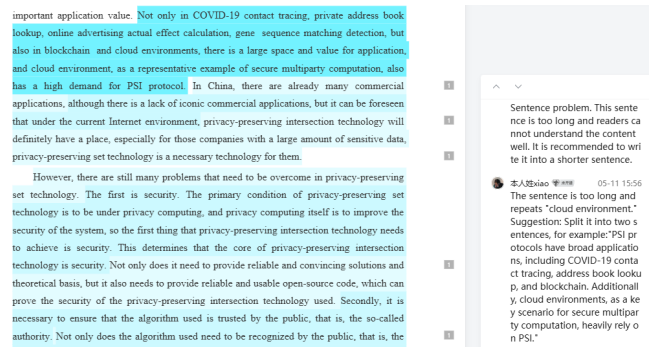 important application value. Not only in COVID-19 contact tracing, private address book
lookup, online advertising actual effect calculation, gene sequence matching detection, but
also in blockchain and cloud environments, there is a large space and value for application,
and cloud environment, as a representative example of secure multiparty computation, also
has a high demand for PSI protocol. In China, there are already many commercial
applications, although there is a lack of iconic commercial applications, but it can be foreseen
that under the current Internet environment, privacy-preserving intersection technology will
definitely have a place, especially for those companies with a large amount of sensitive data,
privacy-preserving set technology is a necessary technology for them.
However, there are still many problems that need to be overcome in privacy-preserving
set technology. The first is security. The primary condition of privacy-preserving set
technology is to be under privacy computing, and privacy computing itself is to improve the
security of the system, so the first thing that privacy-preserving intersection technology needs
to achieve is security. This determines that the core of privacy-preserving intersection
technology is security. Not only does it need to provide reliable and convincing solutions and
theoretical basis, but it also needs to provide reliable and usable open-source code, which can
prove the security of the privacy-preserving intersection technology used. Secondly, it is
necessary to ensure that the algorithm used is trusted by the public, that is, the so-called
authority. Not only does the algorithm need to be recognized by the public, that is, the
1
1
1
1
1
Sentence problem. This sente
nce is too long and readers ca
nnot understand the content
well. It is recommended to wri
te it into a shorter sentence.
本人姓xiao
05-11 15:56
The sentence is too long and
repeats "cloud environment."
Suggestion: Split it into two s
entences, for example:"PSI pr
otocols have broad applicatio
ns, including COVID-19 conta
ct tracing, address book looku
p, and blockchain. Additionall
y, cloud environments, as a ke
y scenario for secure multipar
ty computation, heavily rely o
n PSI."